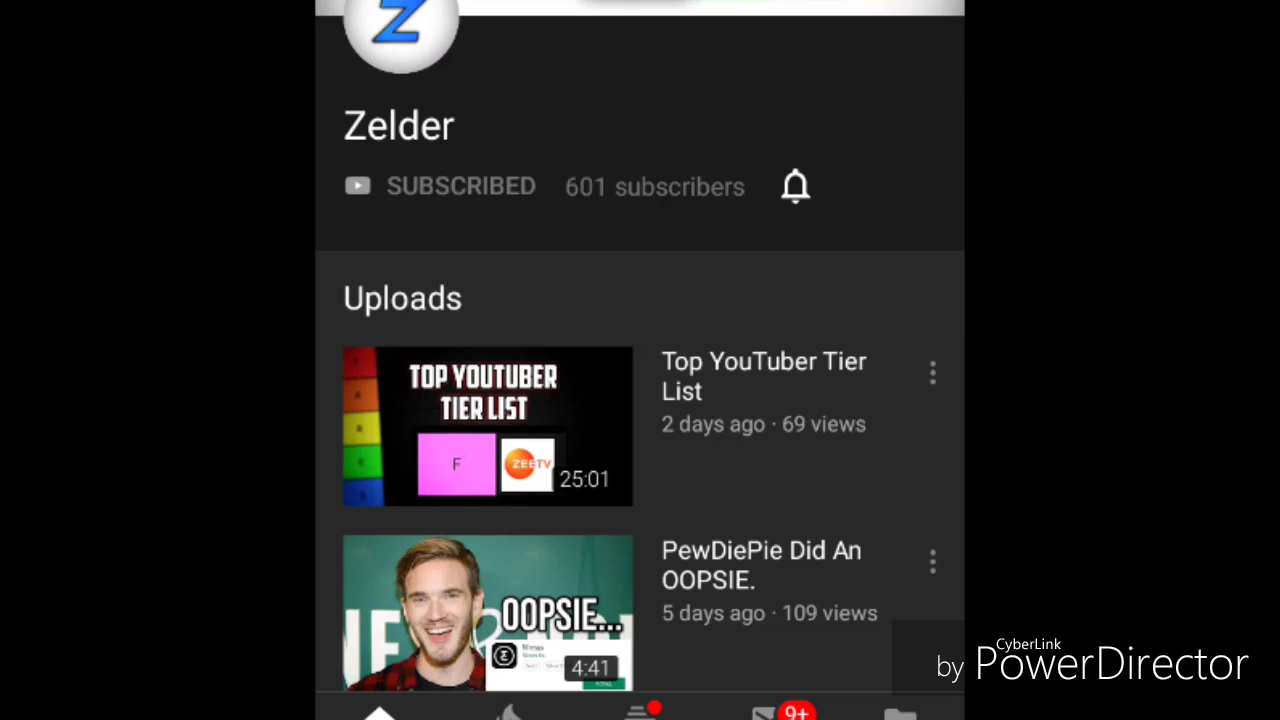 Z
Zelder
SUBSCRIBED 601 subscribers
Uploads
TOP YOUTUBER
TIER LIST
F
ZEETV
25:01
Top YouTuber Tier
List
2 days ago · 69 views
OOPSIE...
4:41
PewDiePie Did An
OOPSIE.
5 days ago · 109 views
9+
CyberLink
by PowerDirector